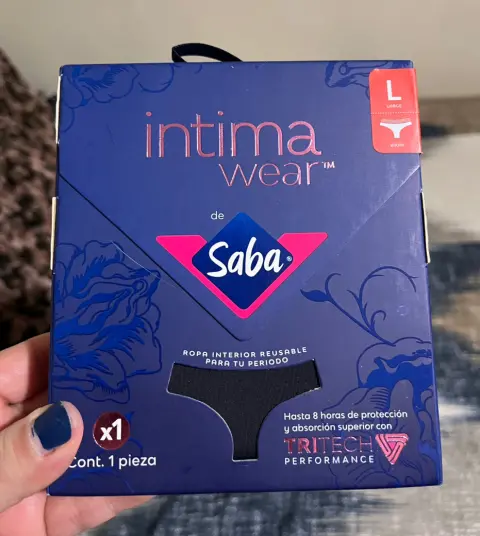 L
LARGE
intima
wear™
de
Saba®
ROPA INTERIOR REUSABLE
PARA TU PERIODO
x1
Cont. 1 pieza
Hasta 8 horas de protección
y absorción superior con
TRITECH
PERFORMANCE